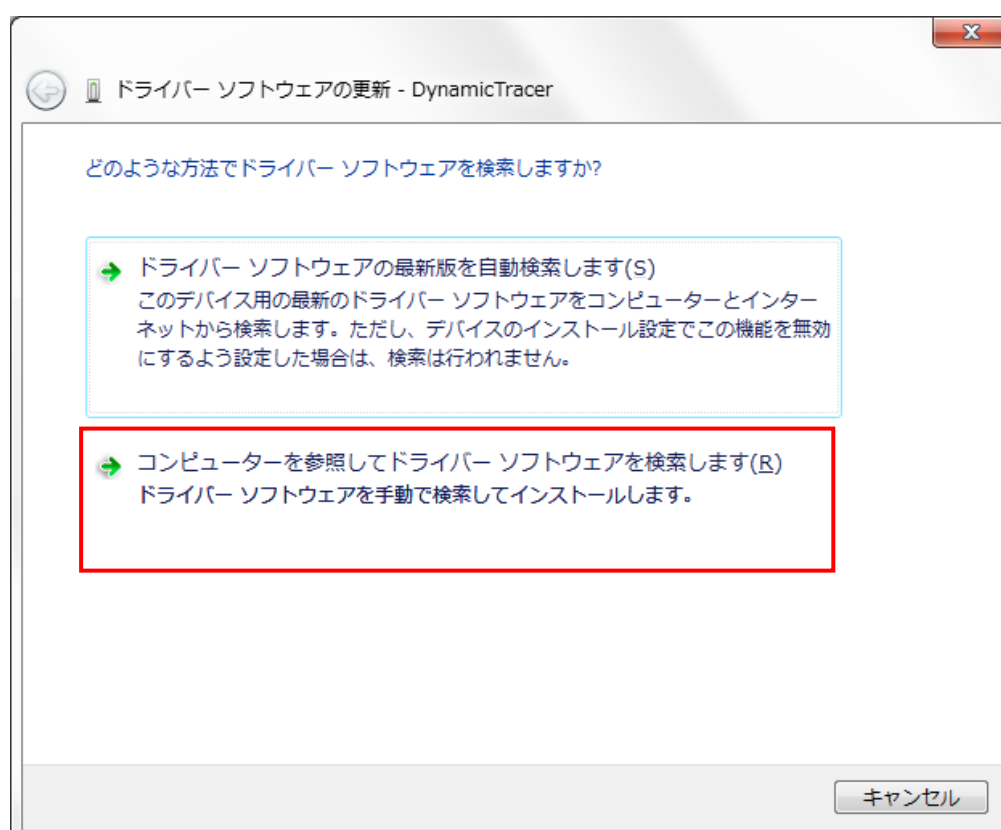 ドライバー ソフトウェアの更新 - DynamicTracer
どのような方法でドライバー ソフトウェアを検索しますか?
ドライバー ソフトウェアの最新版を自動検索します(S)
このデバイス用の最新のドライバー ソフトウェアをコンピューターとインター
ネットから検索します。ただし、デバイスのインストール設定でこの機能を無効
にするよう設定した場合は、検索は行われません。
コンピューターを参照してドライバー ソフトウェアを検索します(R)
ドライバー ソフトウェアを手動で検索してインストールします。
キャンセル